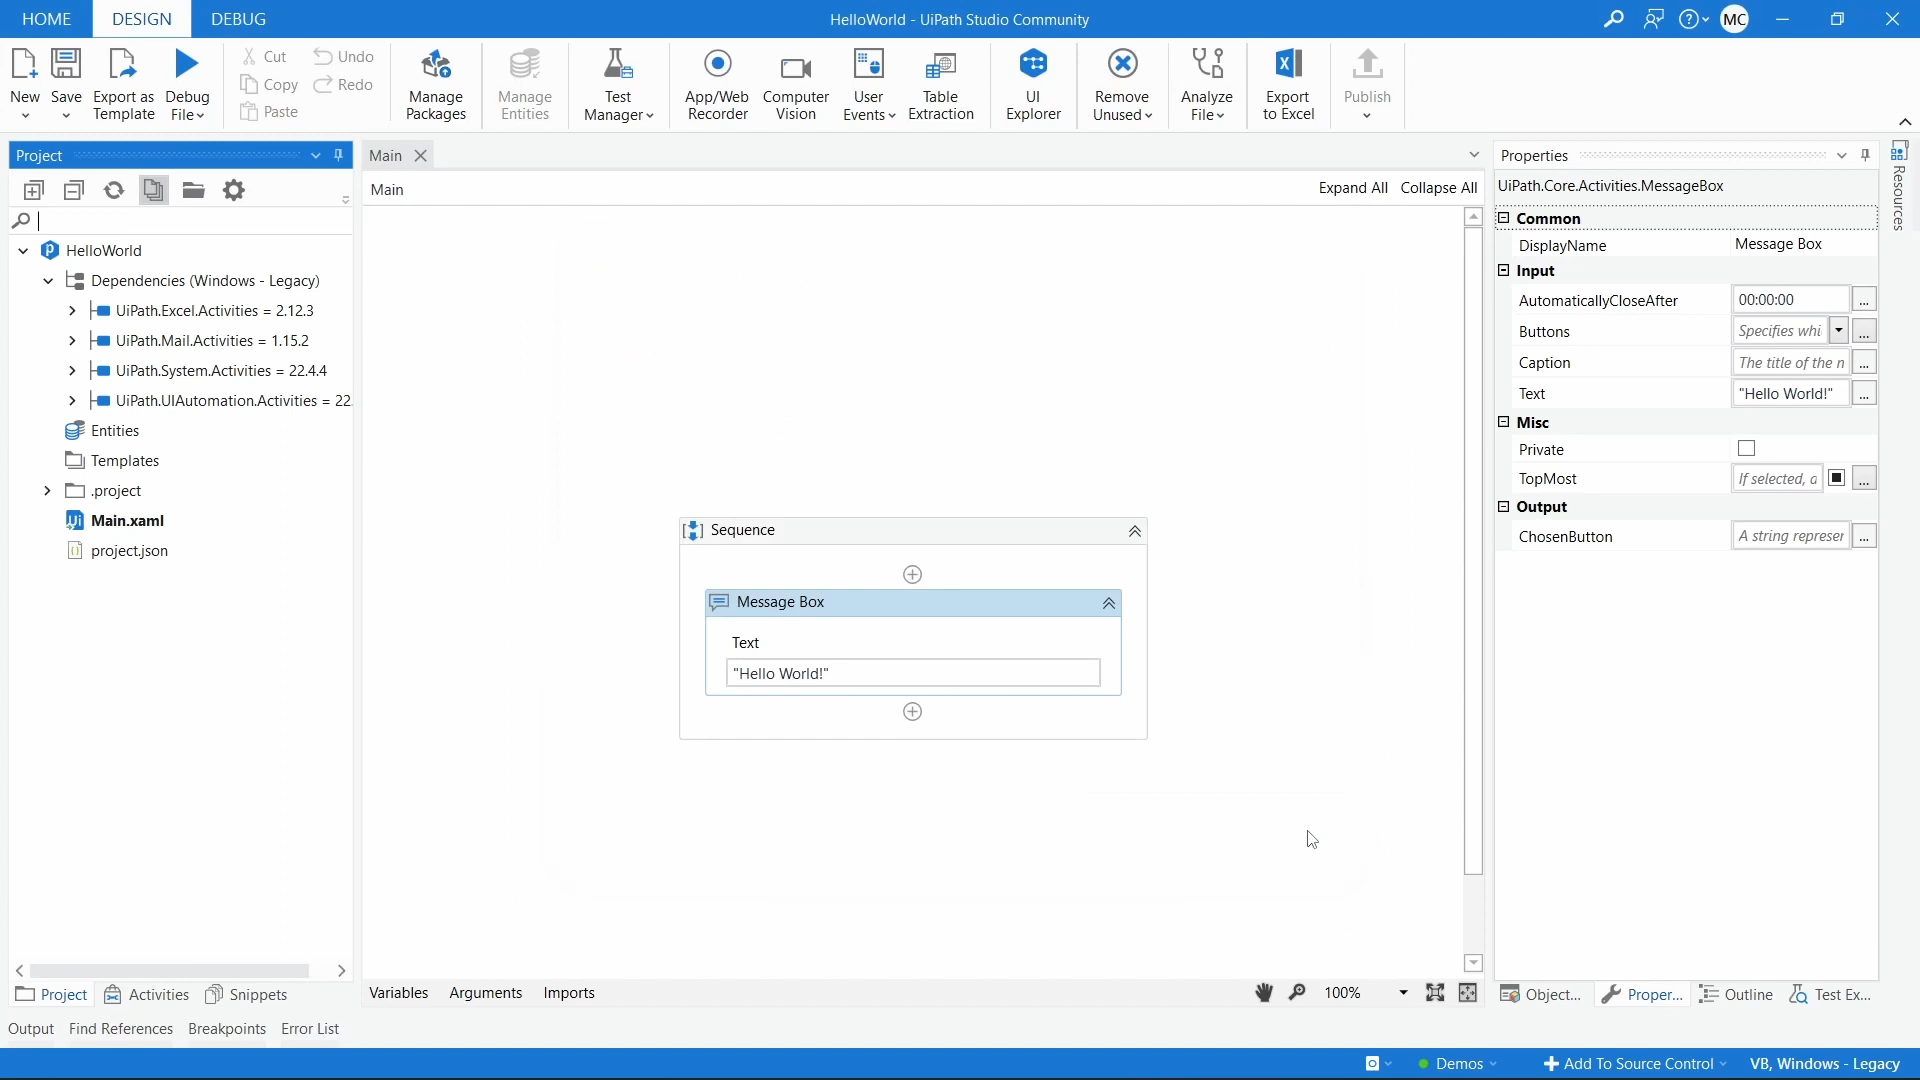 HOME DESIGN DEBUG HelloWorld - UiPath Studio Community MC
New Save Export as Template Debug File Cut Copy Paste Undo Redo Manage Packages Manage Entities Test Manager App/Web Recorder Computer Vision User Events Table Extraction UI Explorer Remove Unused Analyze File Export to Excel Publish
Project
HelloWorld
Dependencies (Windows - Legacy)
UiPath.Excel.Activities = 2.12.3
UiPath.Mail.Activities = 1.15.2
UiPath.System.Activities = 22.4.4
UiPath.UIAutomation.Activities = 22.
Entities
Templates
.project
Main.xaml
project.json
Project Activities Snippets
Main
Main Expand All Collapse All
Sequence
Message Box
Text
"Hello World!"
Variables Arguments Imports 100%
Properties
UiPath.Core.Activities.MessageBox
Common
DisplayName Message Box
Input
AutomaticallyCloseAfter 00:00:00 ...
Buttons Specifies whi ...
Caption The title of the n ...
Text "Hello World!" ...
Misc
Private
TopMost If selected, a ...
Output
ChosenButton A string represer ...
Object... Proper... Outline Test Ex...
Resources
Output Find References Breakpoints Error List
Demos Add To Source Control VB, Windows - Legacy